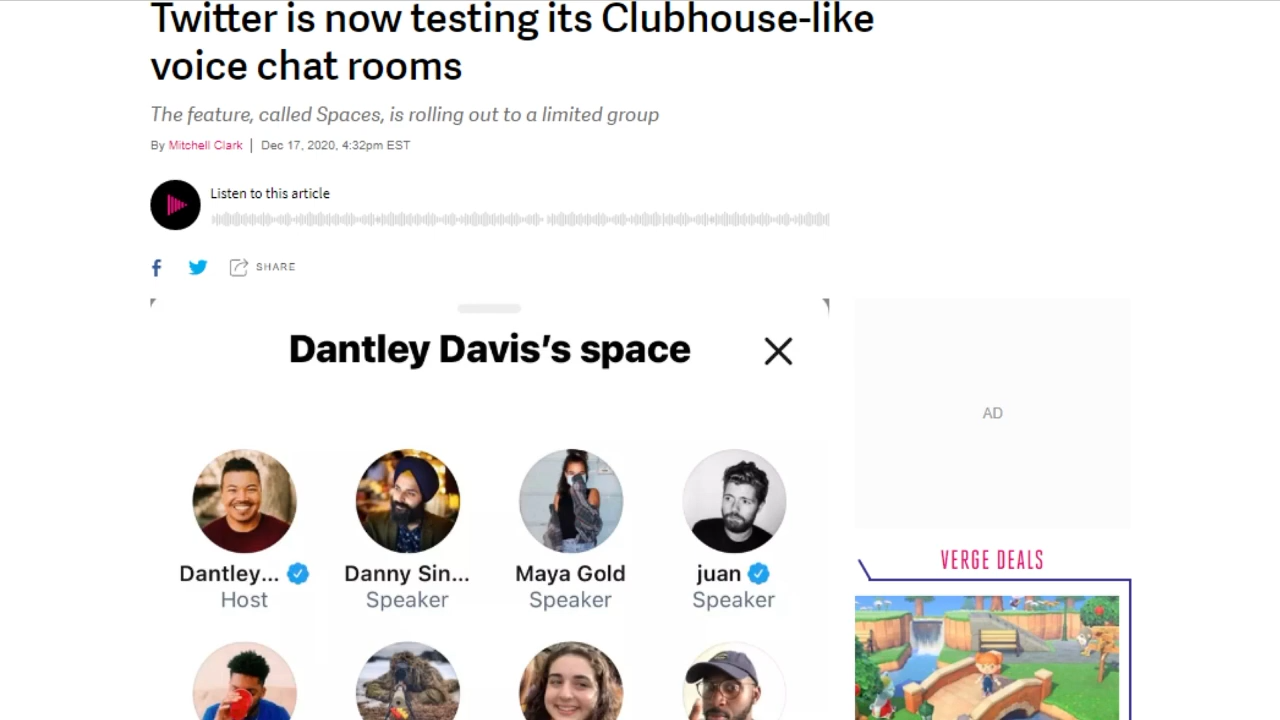 Twitter is now testing its Clubhouse-like
voice chat rooms
The feature, called Spaces, is rolling out to a limited group
By Mitchell Clark | Dec 17, 2020, 4:32pm EST
Listen to this article
SHARE
Dantley Davis's space
AD
VERGE DEALS
Dantley... Danny Sin... Maya Gold juan
Host Speaker Speaker Speaker